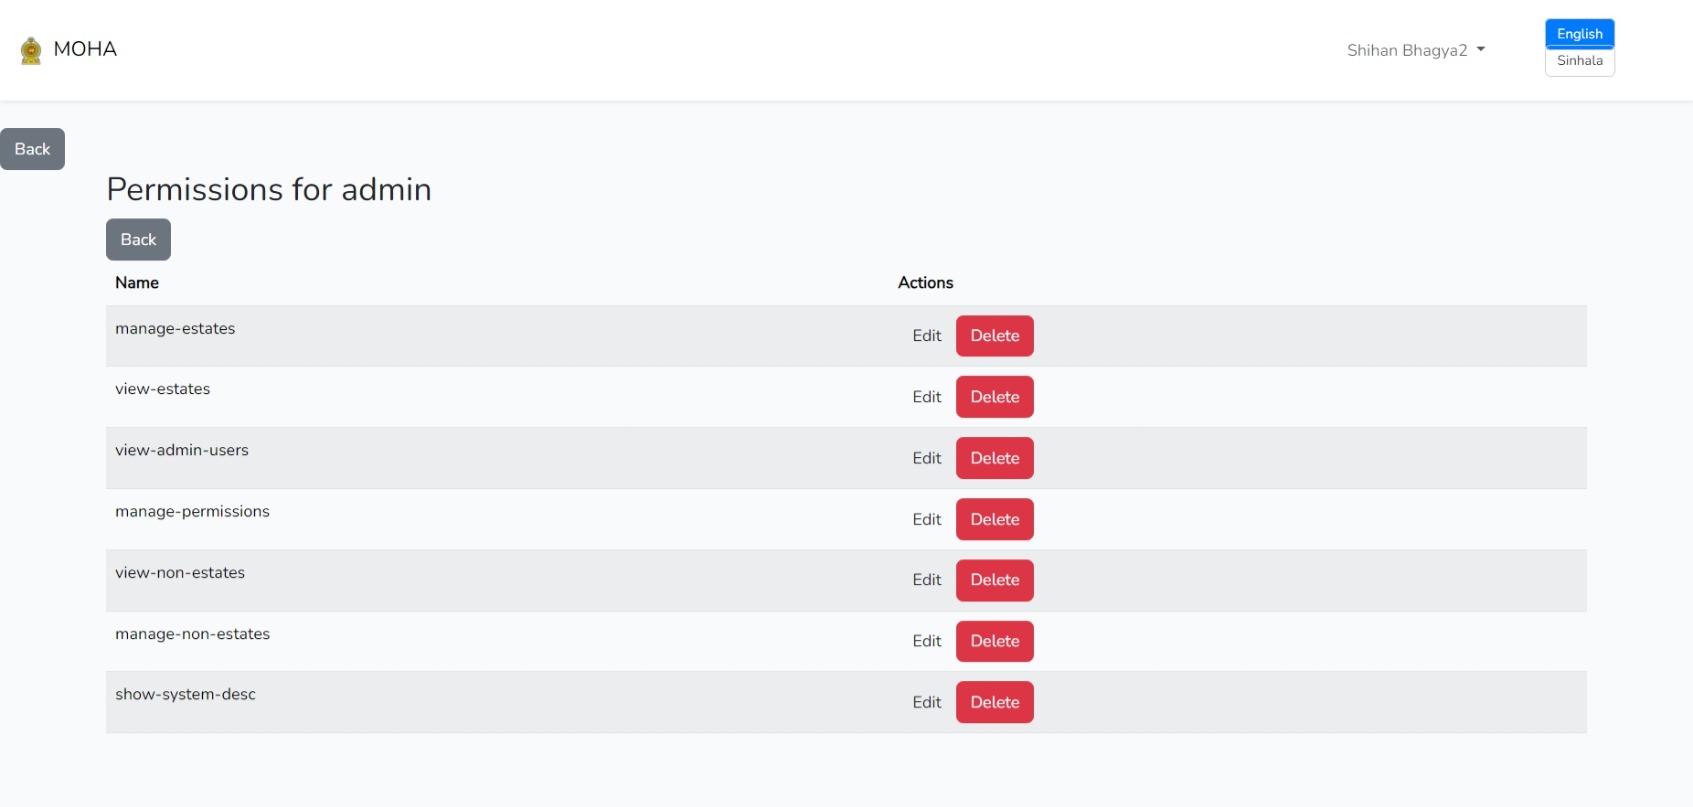 MOHA
Shihan Bhagya2
English
Sinhala
Back
Permissions for admin
Back
Name Actions
manage-estates Edit Delete
view-estates Edit Delete
view-admin-users Edit Delete
manage-permissions Edit Delete
view-non-estates Edit Delete
manage-non-estates Edit Delete
show-system-desc Edit Delete